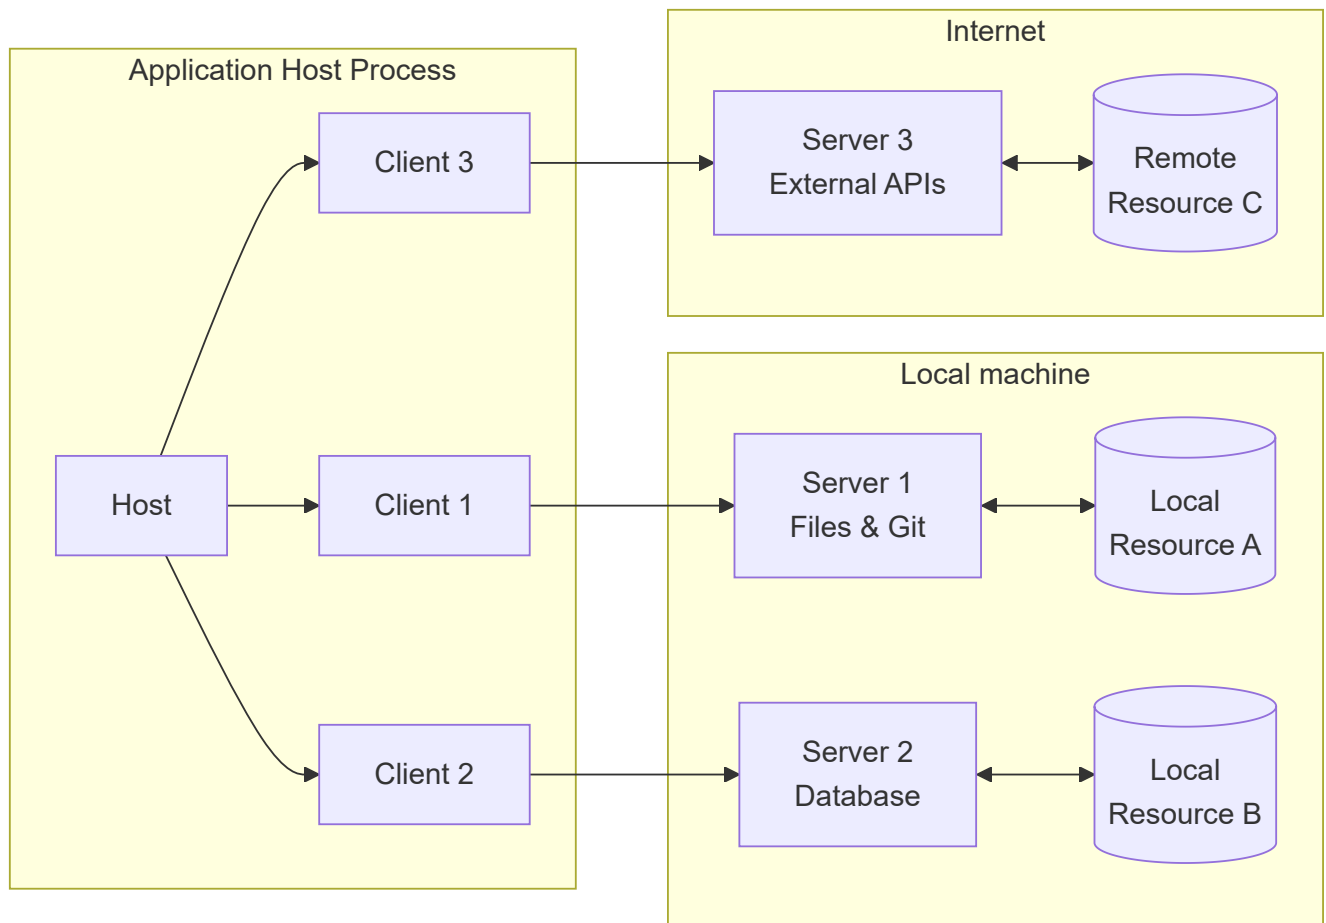 Application Host Process
Client 3
Host
Client 1
Client 2
Internet
Server 3
External APIs
Remote
Resource C
Local machine
Server 1
Files & Git
Local
Resource A
Server 2
Database
Local
Resource B